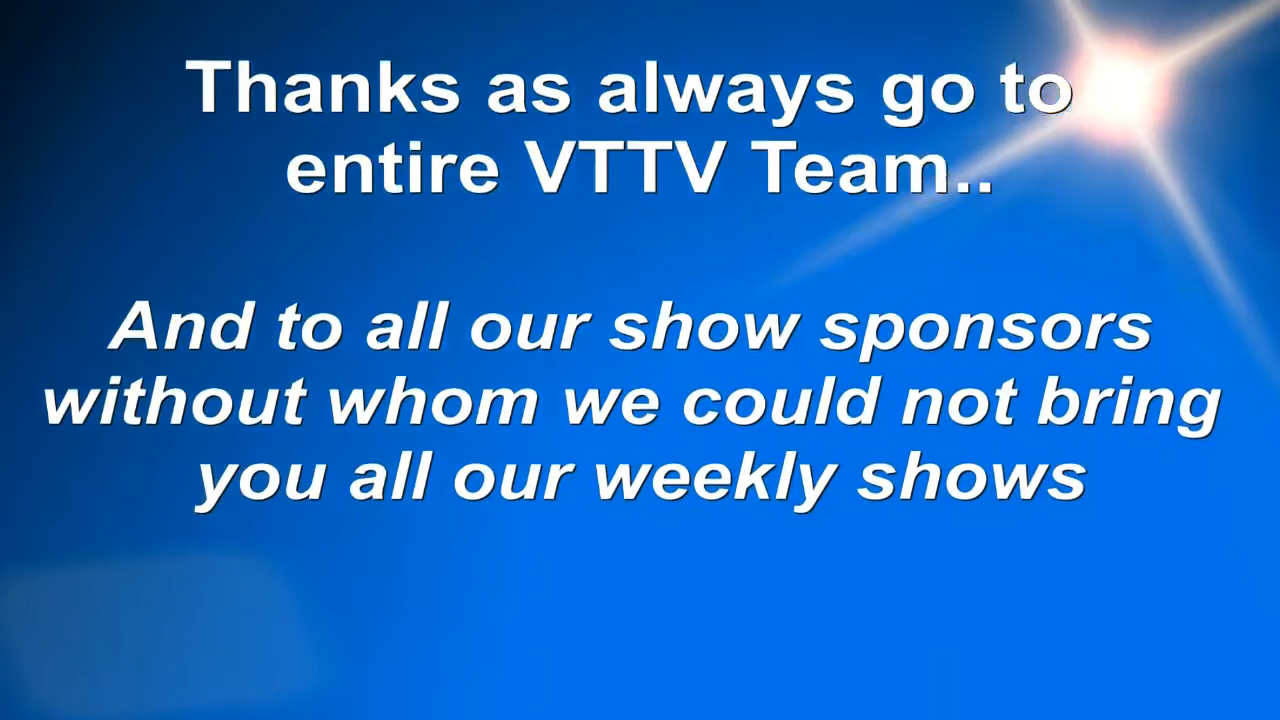 Thanks as always go to
entire VTTV Team..
And to all our show sponsors
without whom we could not bring
you all our weekly shows